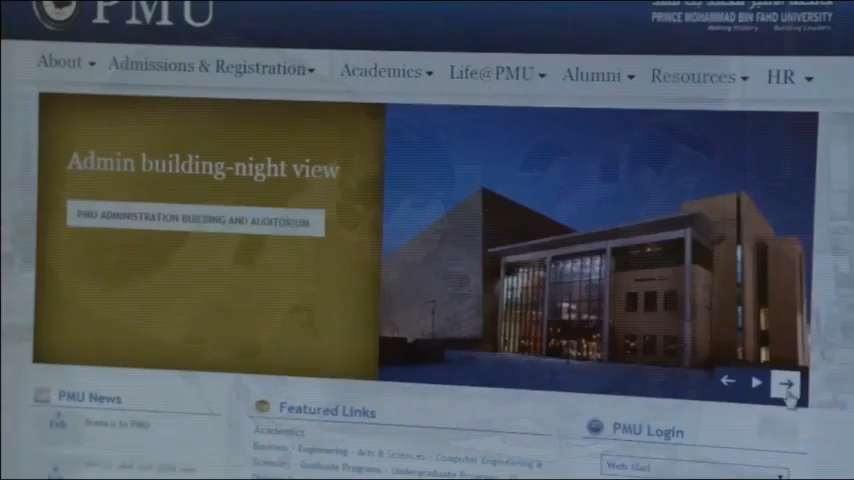 PMU
PRINCE MOHAMMAD BIN FAHD UNIVERSITY
About
Admissions & Registration
Academics
Life@PMU
Alumni
Resources
HR
Admin building-night view
PMU ADMINISTRATION BUILDING AND AUDITORIUM
PMU News
Feb
Featured Links
Academics
Business - Engineering - Arts & Sciences - Computer Engineering &
Sciences - Graduate Programs - Undergraduate Programs
PMU Login
Web Mail